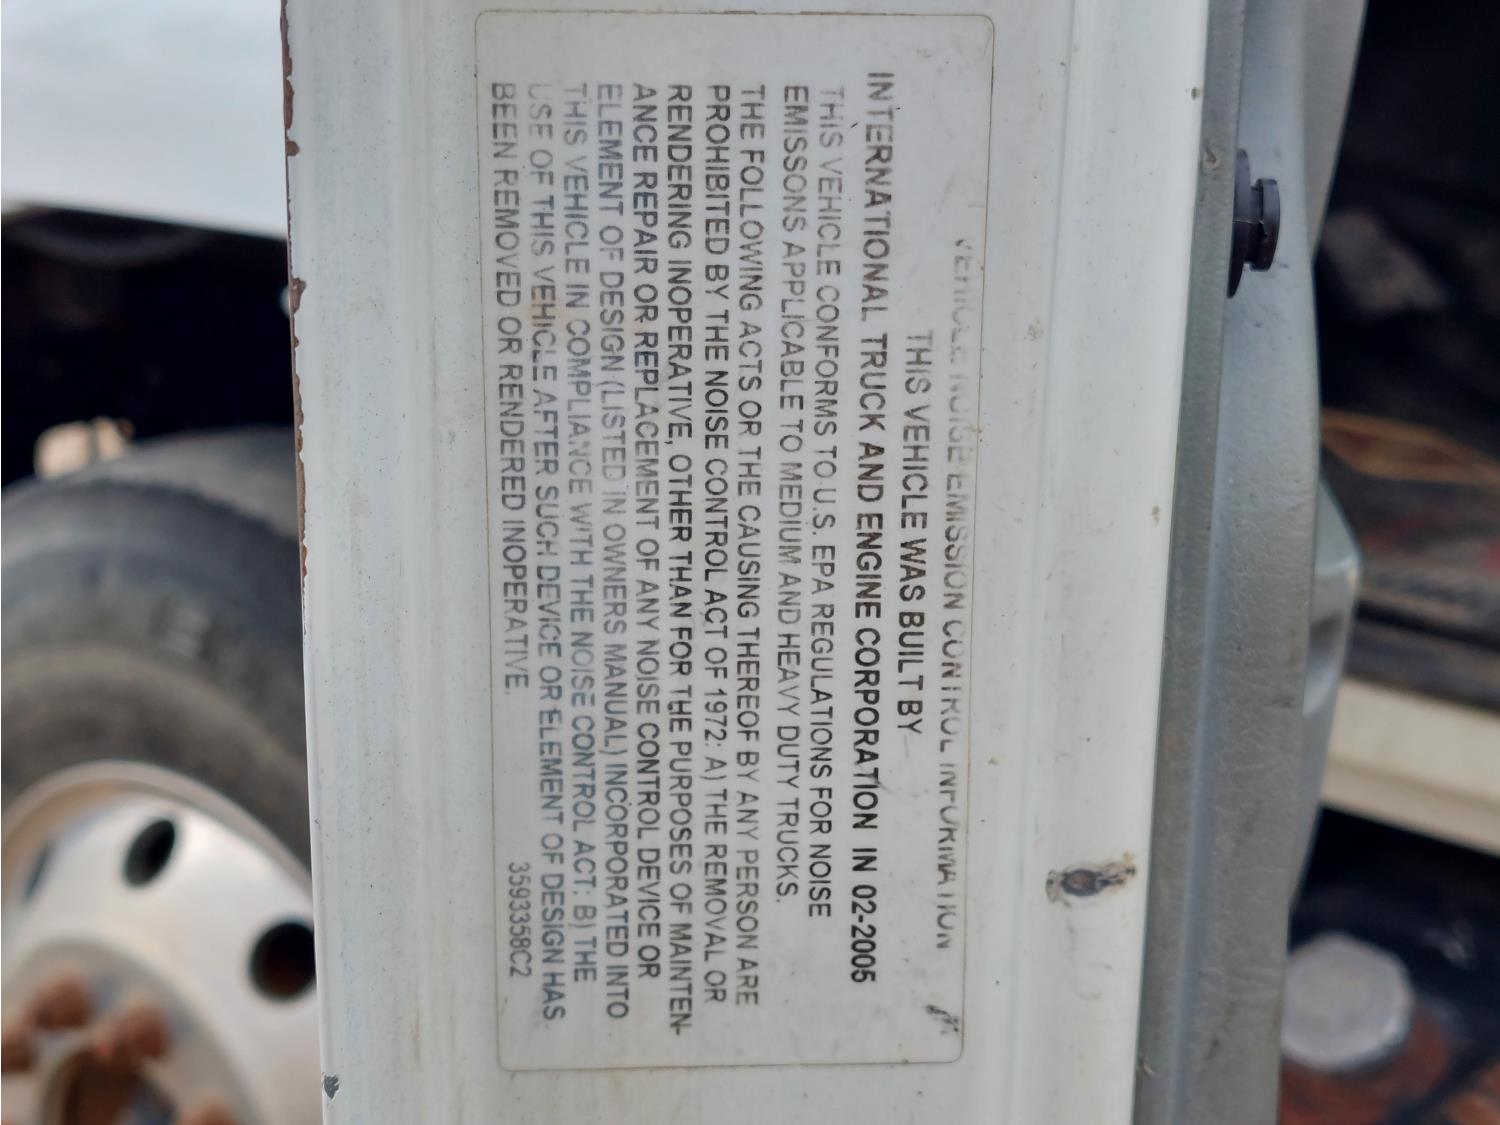 VEHICLE NOISE EMISSION CONTROL INFORMATION
THIS VEHICLE WAS BUILT BY
INTERNATIONAL TRUCK AND ENGINE CORPORATION IN 02-2005
THIS VEHICLE CONFORMS TO U.S. EPA REGULATIONS FOR NOISE
EMISSONS APPLICABLE TO MEDIUM AND HEAVY DUTY TRUCKS.
THE FOLLOWING ACTS OR THE CAUSING THEREOF BY ANY PERSON ARE
PROHIBITED BY THE NOISE CONTROL ACT OF 1972: A) THE REMOVAL OR
RENDERING INOPERATIVE, OTHER THAN FOR THE PURPOSES OF MAINTEN-
ANCE REPAIR OR REPLACEMENT OF ANY NOISE CONTROL DEVICE OR
ELEMENT OF DESIGN (LISTED IN OWNERS MANUAL) INCORPORATED INTO
THIS VEHICLE IN COMPLIANCE WITH THE NOISE CONTROL ACT: B) THE
USE OF THIS VEHICLE AFTER SUCH DEVICE OR ELEMENT OF DESIGN HAS
BEEN REMOVED OR RENDERED INOPERATIVE.
3593358C2